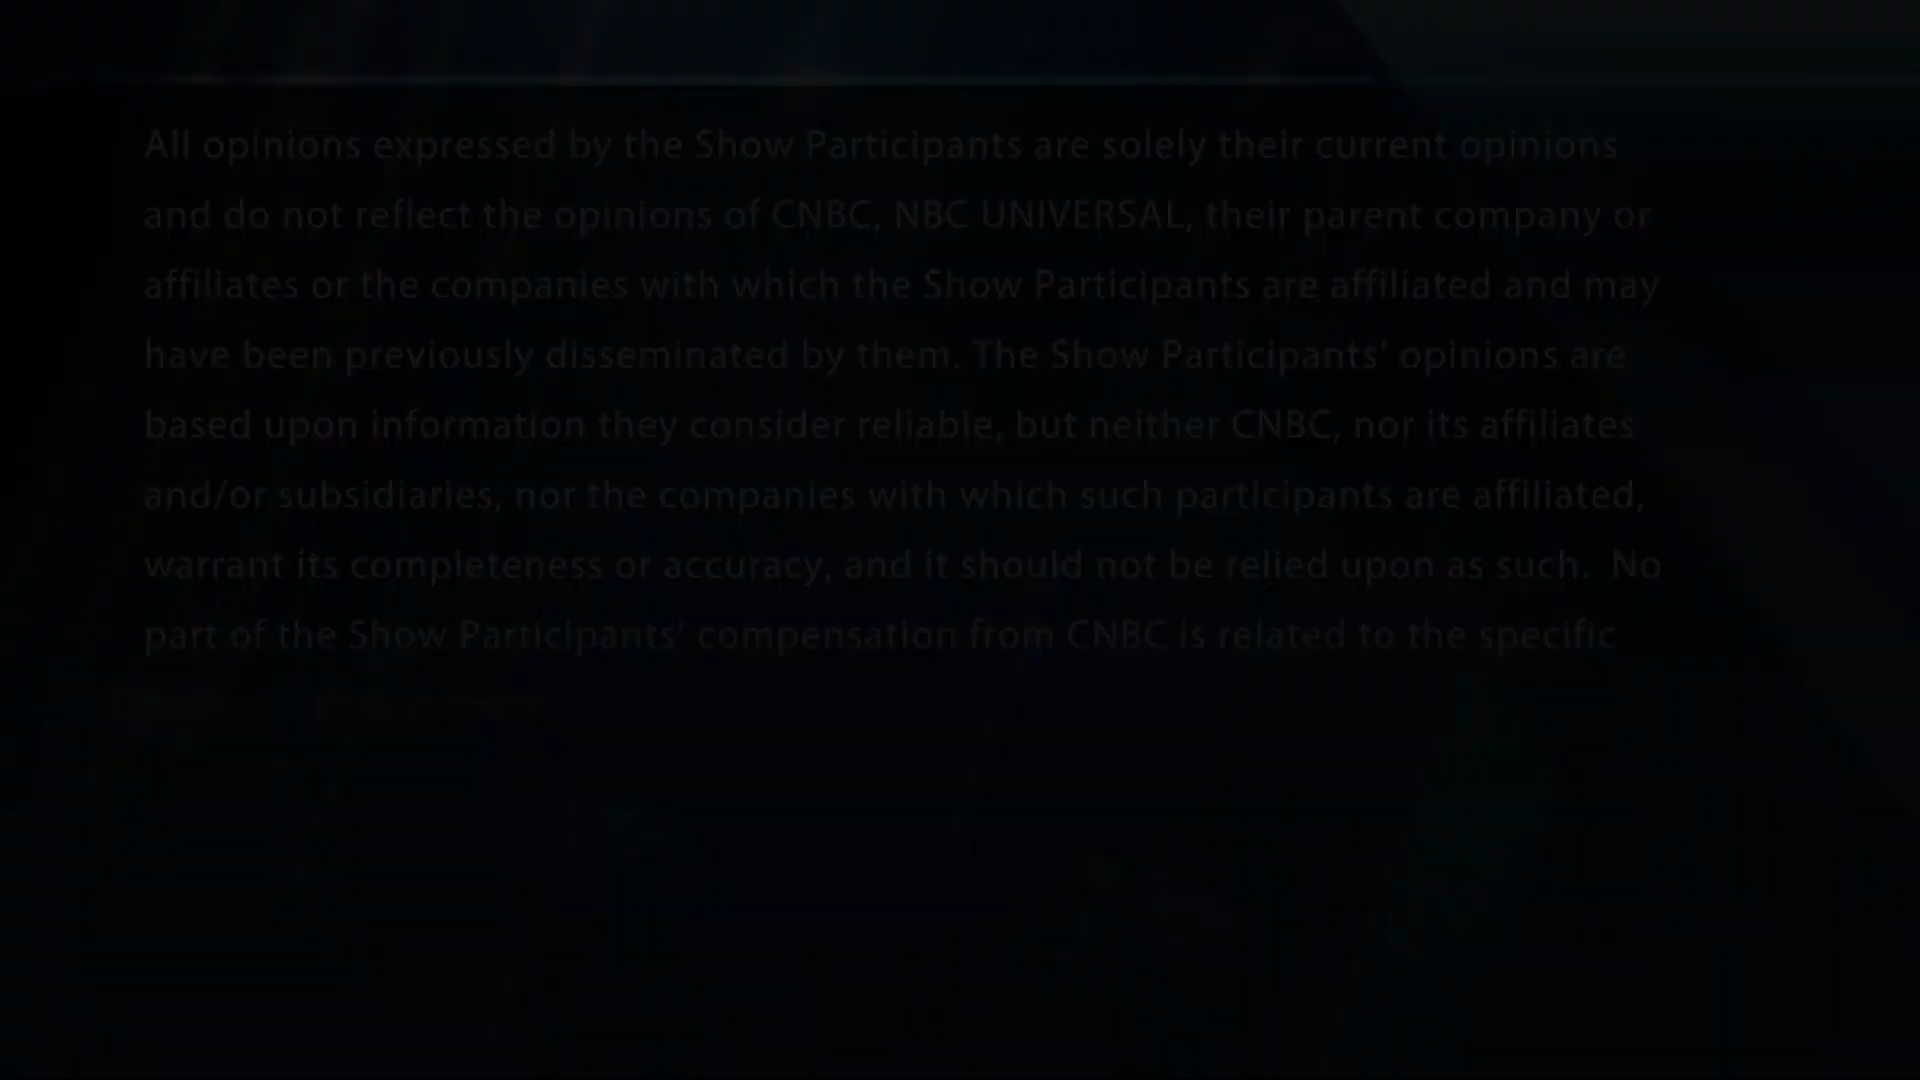 All opinions expressed by the Show Participants are solely their current opinions
and do not reflect the opinions of CNBC, NBC UNIVERSAL, their parent company or
affiliates or the companies with which the Show Participants are affiliated and may
have been previously disseminated by them. The Show Participants’ opinions are
based upon information they consider reliable, but neither CNBC, nor its affiliates
and/or subsidiaries, nor the companies with which such participants are affiliated,
warrant its completeness or accuracy, and it should not be relied upon as such.  No
part of the Show Participants’ compensation from CNBC is related to the specific